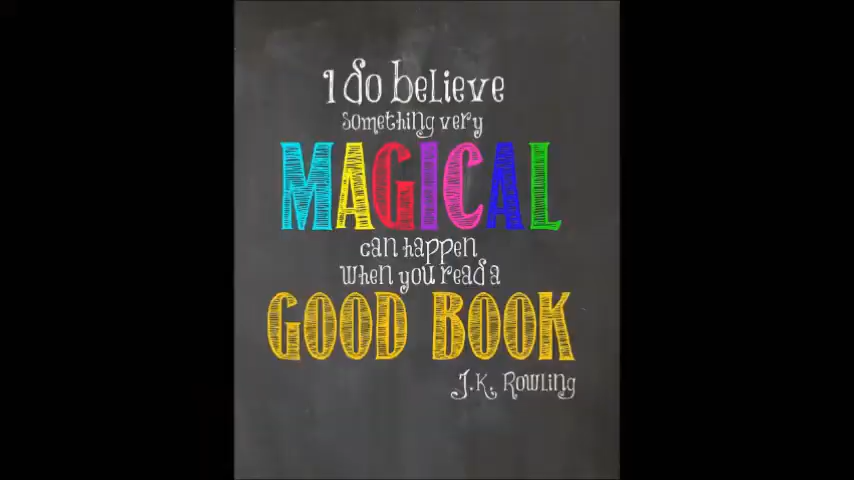 I do believe
something very
MAGICAL
can happen
when you read a
GOOD BOOK
J.K. Rowling